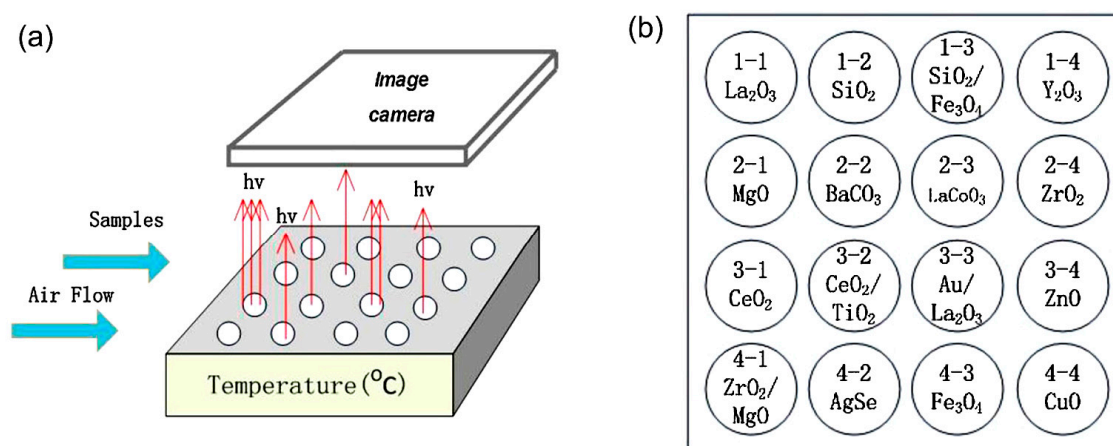 (a)
Image
camera
hv
hv
hv
Samples
Air Flow
Temperature(°C)
(b)
1-1
La₂O₃
1-2
SiO₂
1-3
SiO₂/
Fe₃O₄
1-4
Y₂O₃
2-1
MgO
2-2
BaCO₃
2-3
LaCoO₃
2-4
ZrO₂
3-1
CeO₂
3-2
CeO₂/
TiO₂
3-3
Au/
La₂O₃
3-4
ZnO
4-1
ZrO₂/
MgO
4-2
AgSe
4-3
Fe₃O₄
4-4
CuO